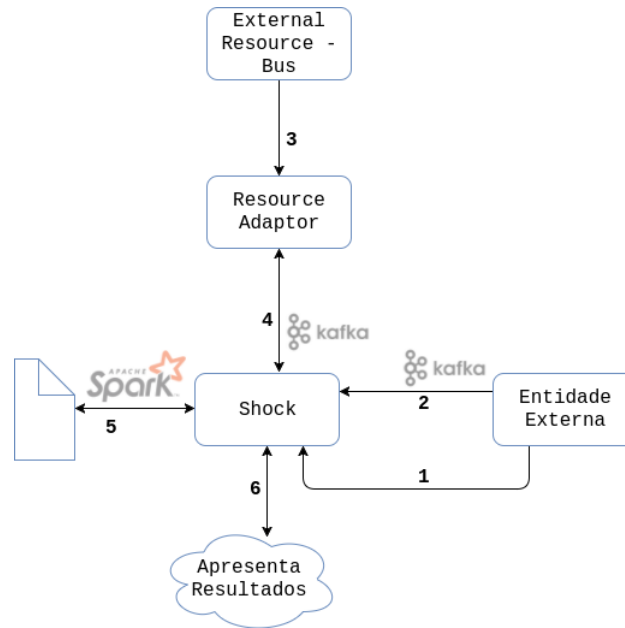 External
Resource -
Bus
3
Resource
Adaptor
4
kafka
kafka
APACHE
Spark
5
Shock
2
Entidade
Externa
1
6
Apresenta
Resultados